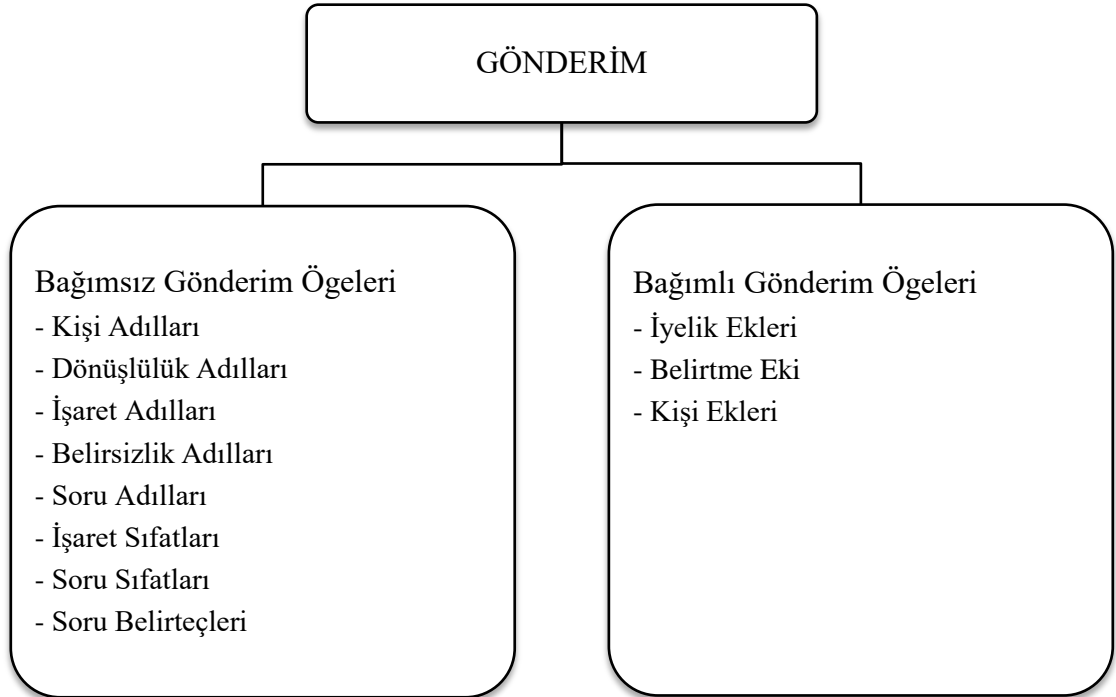 GÖNDERİM
Bağımsız Gönderim Ögeleri
- Kişi Adılları
- Dönüşlülük Adılları
- İşaret Adılları
- Belirsizlik Adılları
- Soru Adılları
- İşaret Sıfatları
- Soru Sıfatları
- Soru Belirteçleri
Bağımlı Gönderim Ögeleri
- İyelik Ekleri
- Belirtme Eki
- Kişi Ekleri